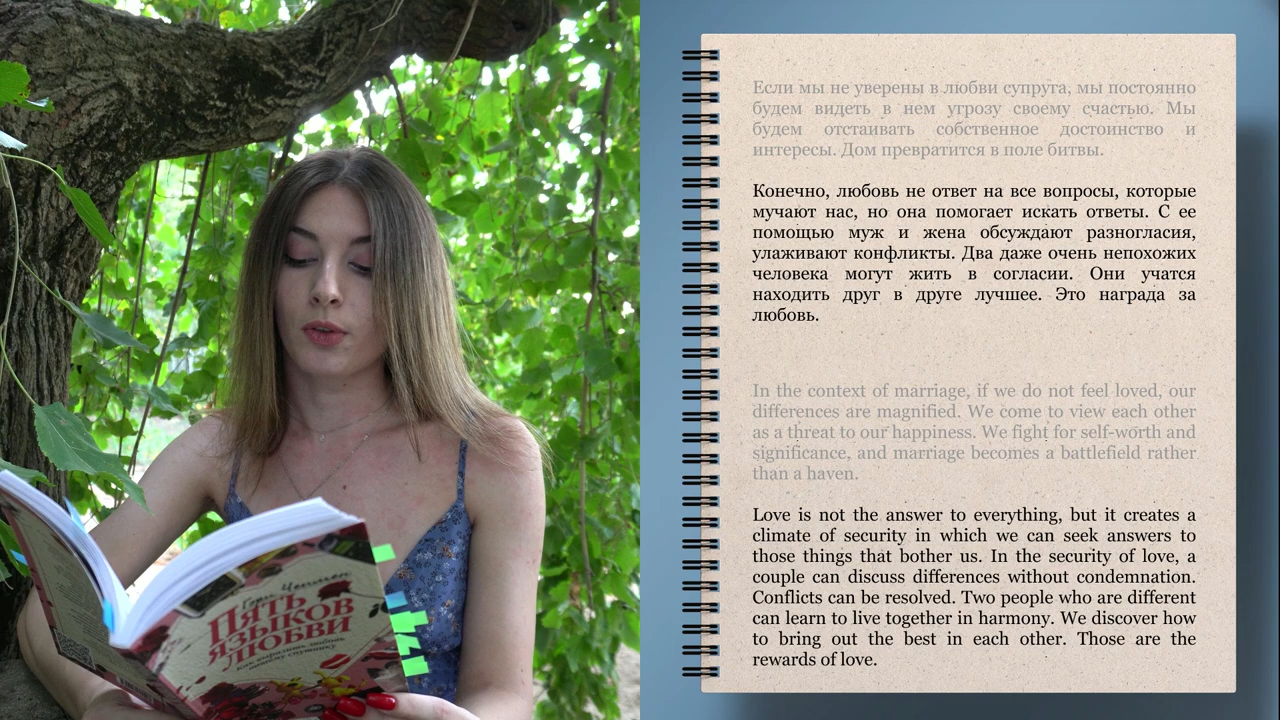 Гэри Чепмен
ПЯТЬ
ЯЗЫКОВ
ЛЮБВИ
Как выразить любовь
вашему спутнику
Если мы не уверены в любви супруга, мы постоянно
будем видеть в нем угрозу своему счастью. Мы
будем отстаивать собственное достоинство и
интересы. Дом превратится в поле битвы.
Конечно, любовь не ответ на все вопросы, которые
мучают нас, но она помогает искать ответы. С ее
помощью муж и жена обсуждают разногласия,
улаживают конфликты. Два даже очень непохожих
человека могут жить в согласии. Они учатся
находить друг в друге лучшее. Это награда за
любовь.
In the context of marriage, if we do not feel loved, our
differences are magnified. We come to view each other
as a threat to our happiness. We fight for self-worth and
significance, and marriage becomes a battlefield rather
than a haven.
Love is not the answer to everything, but it creates a
climate of security in which we can seek answers to
those things that bother us. In the security of love, a
couple can discuss differences without condemnation.
Conflicts can be resolved. Two people who are different
can learn to live together in harmony. We discover how
to bring out the best in each other. Those are the
rewards of love.